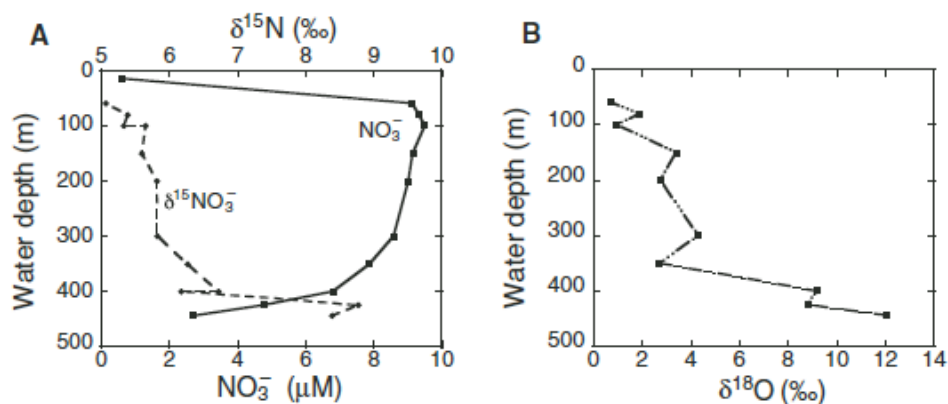 A
δ¹⁵N (‰)
5 6 7 8 9 10
0
100
200
300
400
500
Water depth (m)
NO₃⁻
δ¹⁵NO₃⁻
0 2 4 6 8 10
NO₃⁻ (μM)
B
0
100
200
300
400
500
Water depth (m)
0 2 4 6 8 10 12 14
δ¹⁸O (‰)